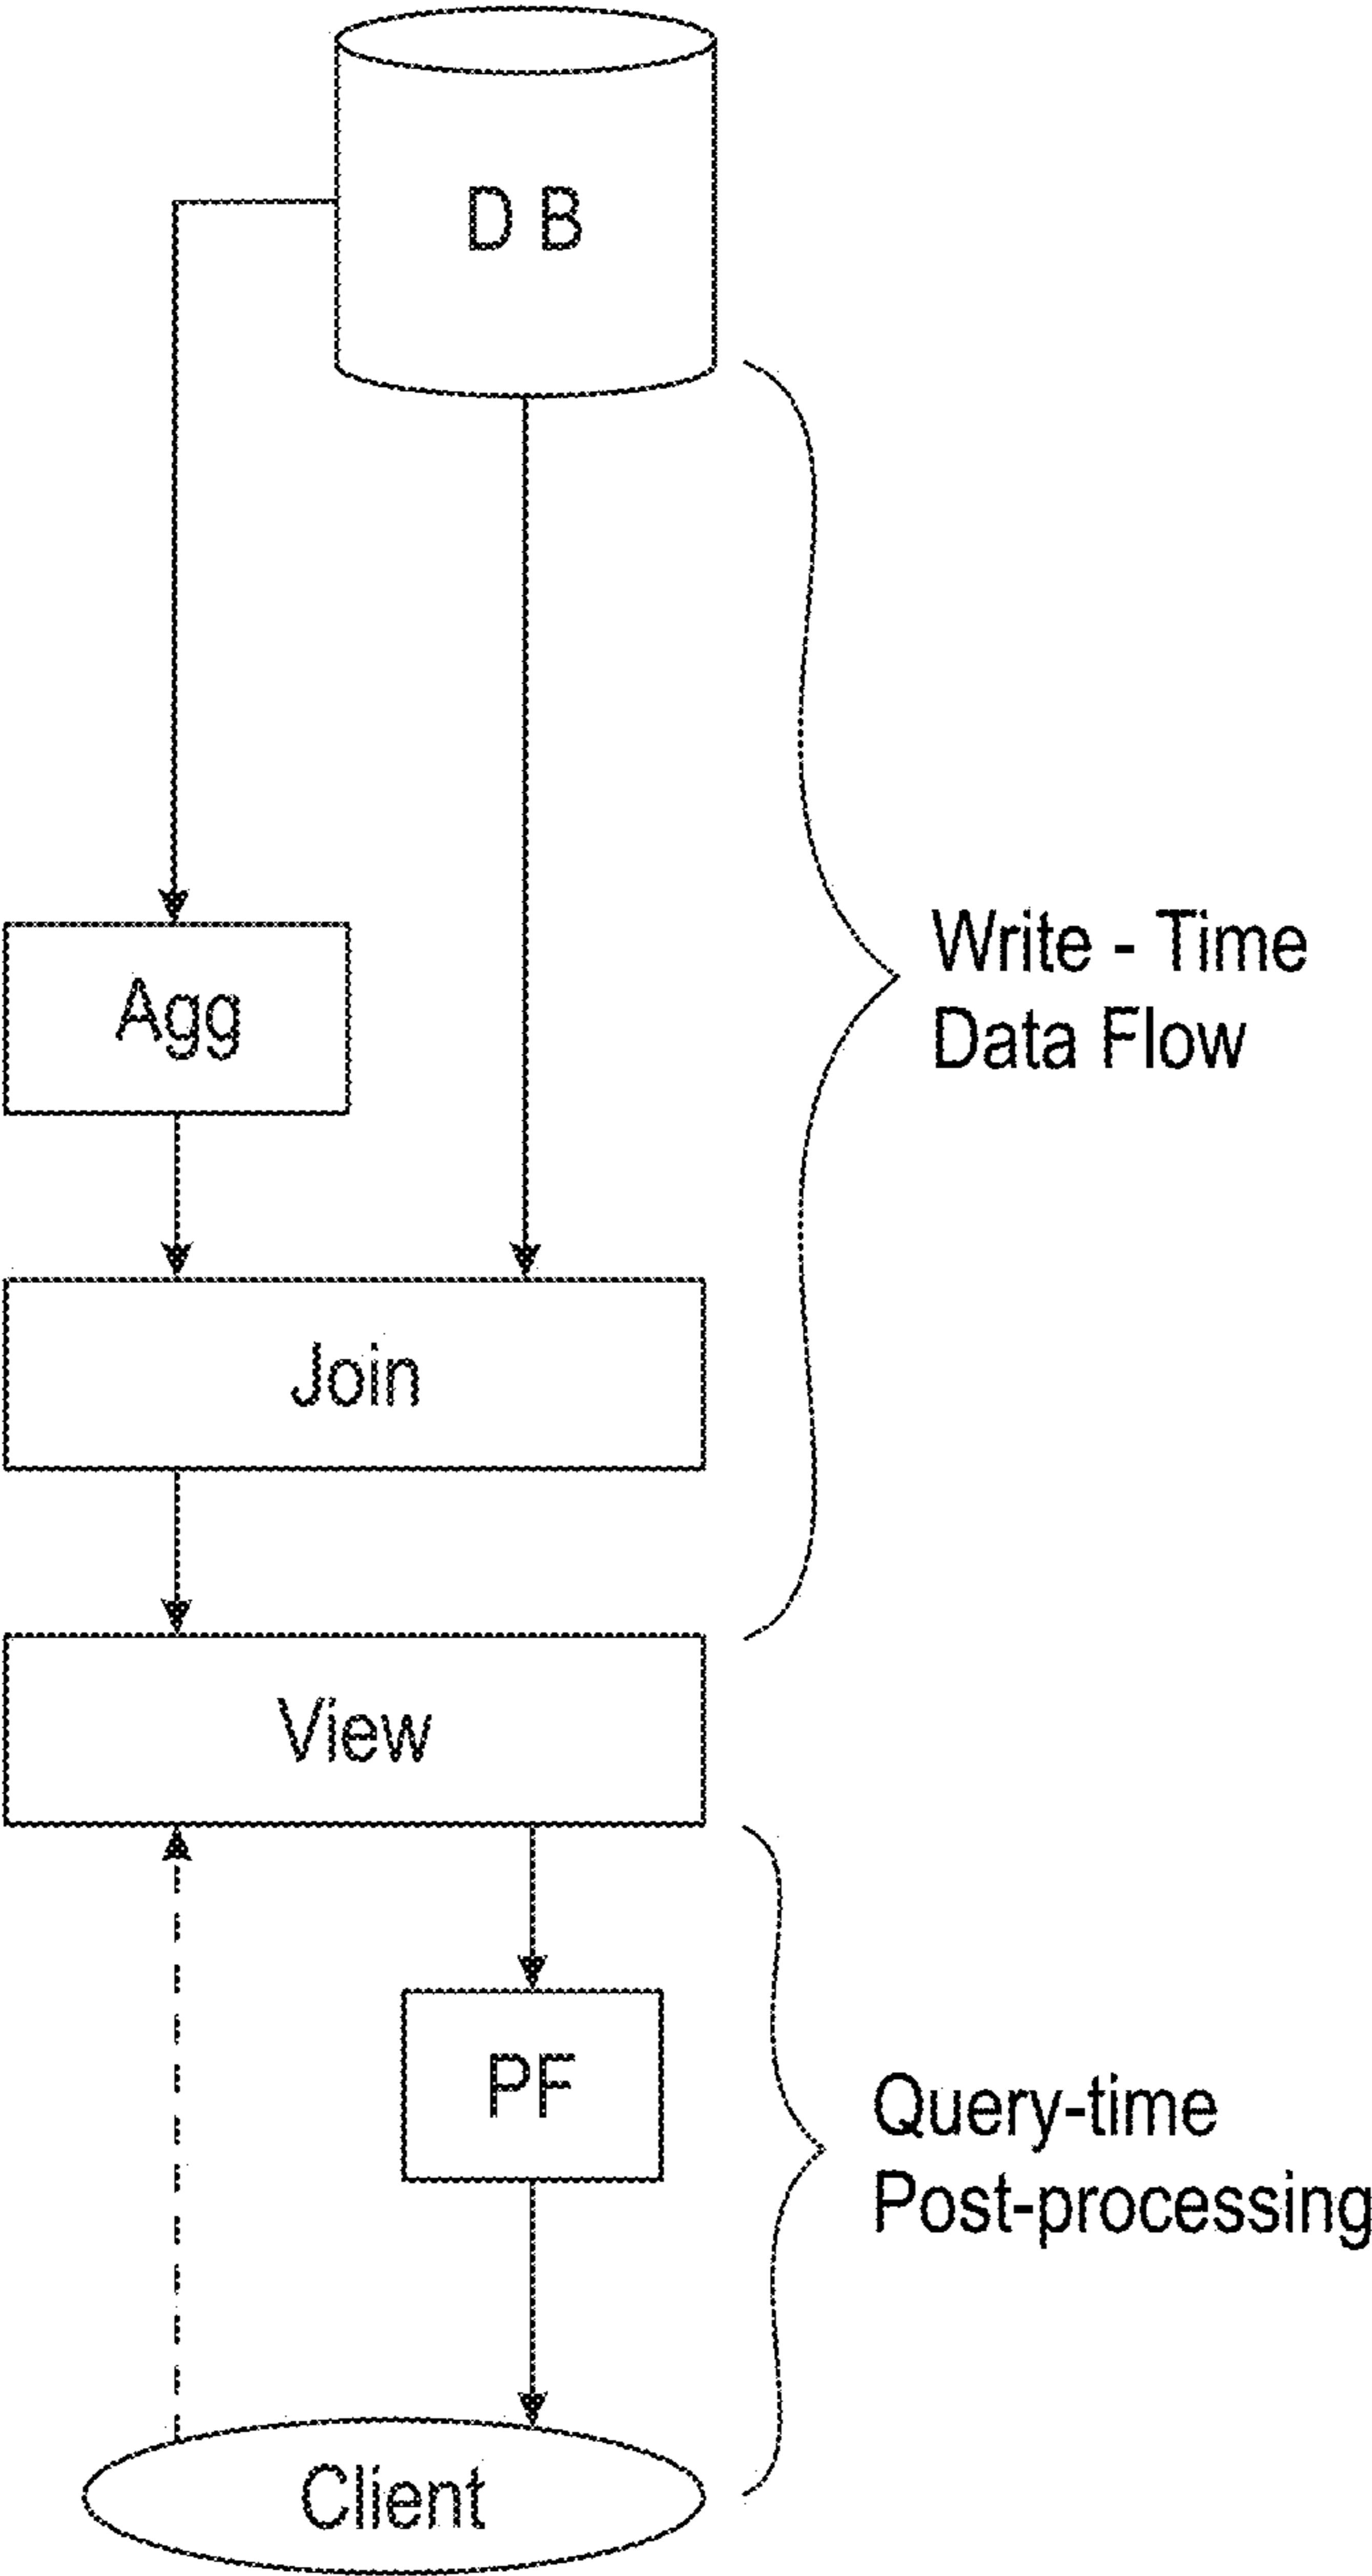 D B
Agg
Write - Time
Data Flow
Join
View
PF
Query-time
Post-processing
Client